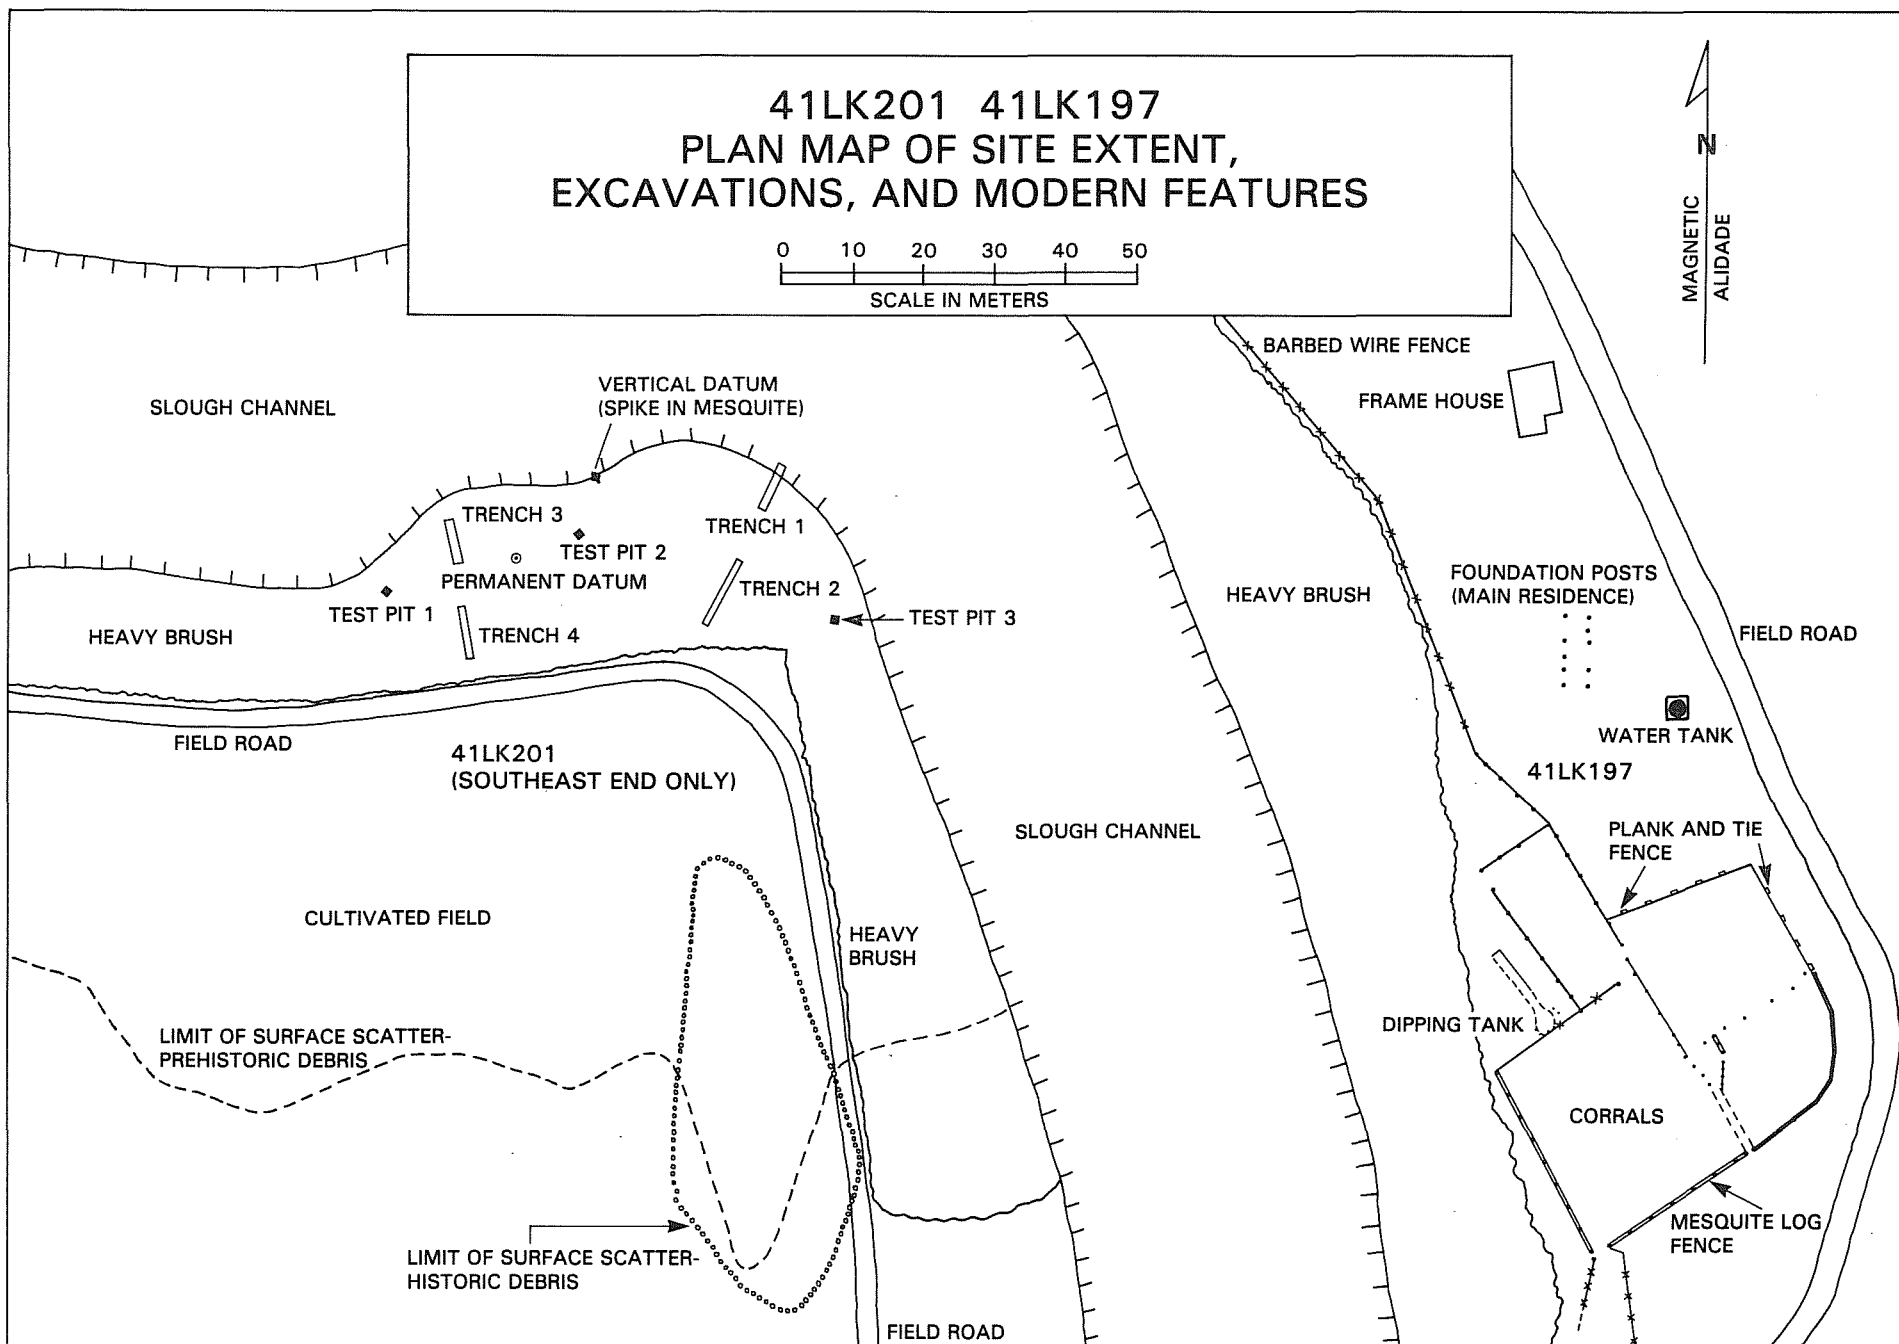 41LK201 41LK197
PLAN MAP OF SITE EXTENT,
EXCAVATIONS, AND MODERN FEATURES
0 10 20 30 40 50
SCALE IN METERS
N
MAGNETIC
ALIDADE
BARBED WIRE FENCE
FRAME HOUSE
VERTICAL DATUM
(SPIKE IN MESQUITE)
SLOUGH CHANNEL
TRENCH 3
TRENCH 1
TEST PIT 2
PERMANENT DATUM
TRENCH 2
TEST PIT 1
TEST PIT 3
HEAVY BRUSH
TRENCH 4
HEAVY BRUSH
FOUNDATION POSTS
(MAIN RESIDENCE)
FIELD ROAD
FIELD ROAD
41LK201
(SOUTHEAST END ONLY)
WATER TANK
41LK197
SLOUGH CHANNEL
PLANK AND TIE
FENCE
CULTIVATED FIELD
HEAVY
BRUSH
LIMIT OF SURFACE SCATTER-
PREHISTORIC DEBRIS
DIPPING TANK
CORRALS
MESQUITE LOG
FENCE
LIMIT OF SURFACE SCATTER-
HISTORIC DEBRIS
FIELD ROAD